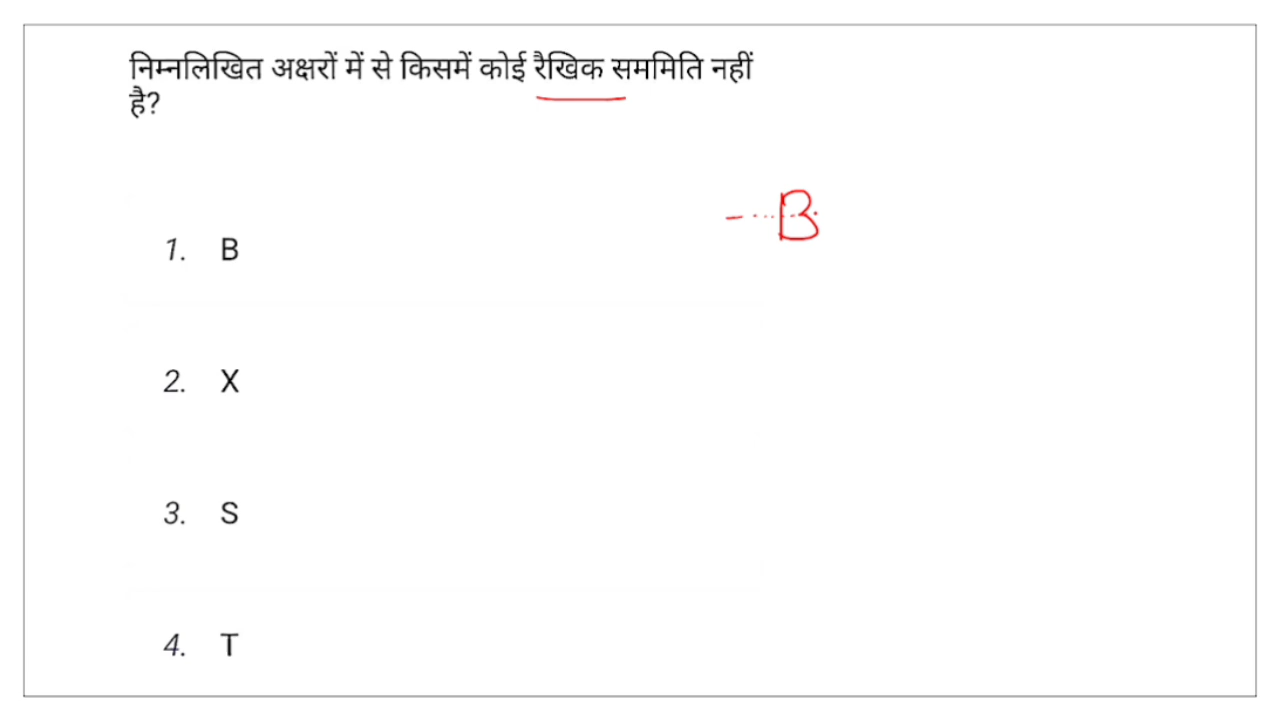 निम्नलिखित अक्षरों में से किसमें कोई रैखिक सममिति नहीं
है?
B
1. B
2. X
3. S
4. T